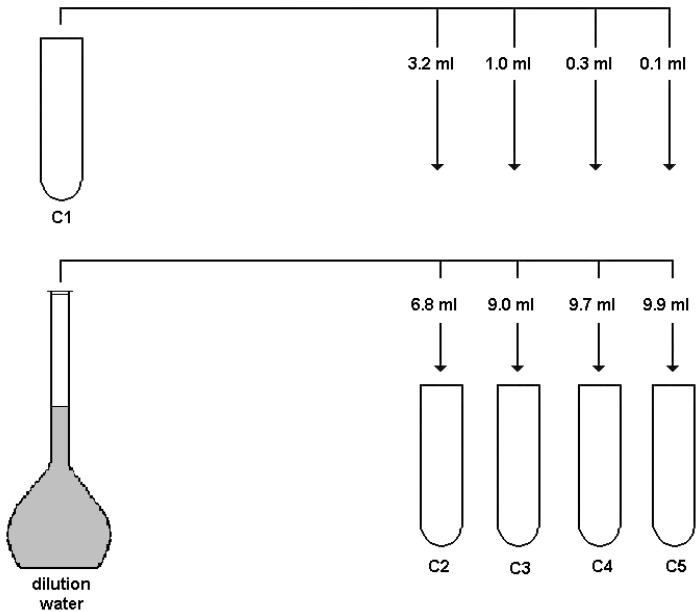 3.2 ml 1.0 ml 0.3 ml 0.1 ml
C1
6.8 ml 9.0 ml 9.7 ml 9.9 ml
C2 C3 C4 C5
dilution
water